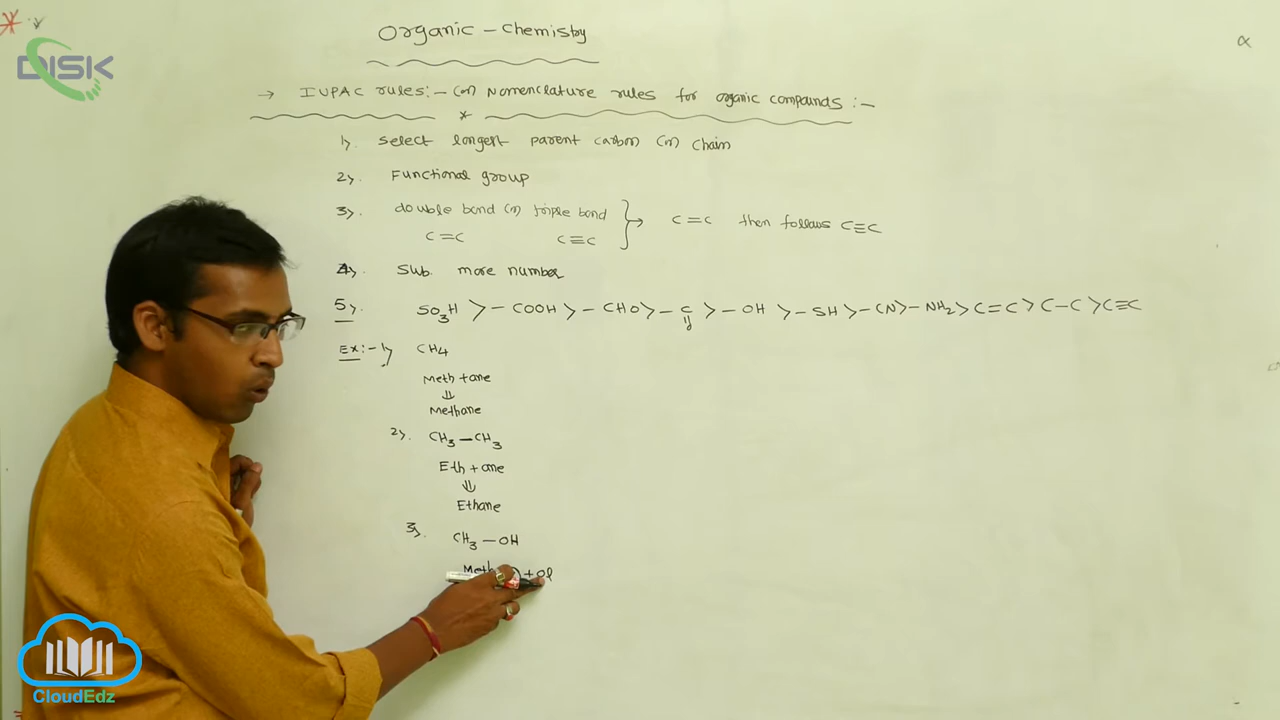 Organic - chemistry
DISK
→ IUPAC rules:- (or) Nomenclature rules for organic compounds :-
1). select longest parent carbon (or) chain
2). Functional group
3). double bond (or) triple bond } → C=C then follows C≡C
C=C C≡C
4). sub. more number
5). SO₃H > -COOH > -CHO > -C=O > -OH > -SH > -CN > -NH₂ > C=C > C-C > C≡C
Ex:- 1) CH4
Meth + ane
⇓
Methane
2). CH₃-CH₃
Eth + ane
⇓
Ethane
3). CH₃-OH
Meth + ol
CloudEdz